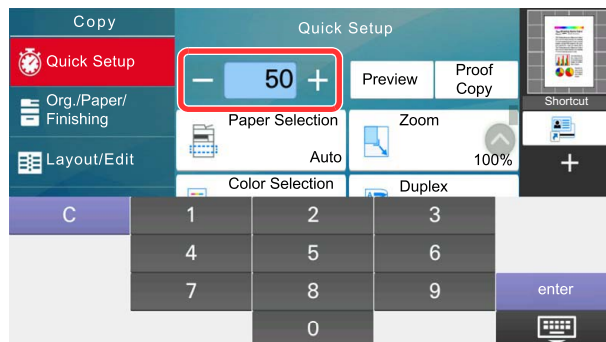 Copy
Quick Setup
Quick Setup
Org./Paper/
Finishing
Layout/Edit
− 50 +
Preview
Proof
Copy
Paper Selection
Auto
Zoom
100%
Color Selection
Duplex
Shortcut
+
C
1 2 3
4 5 6
7 8 9
0
enter